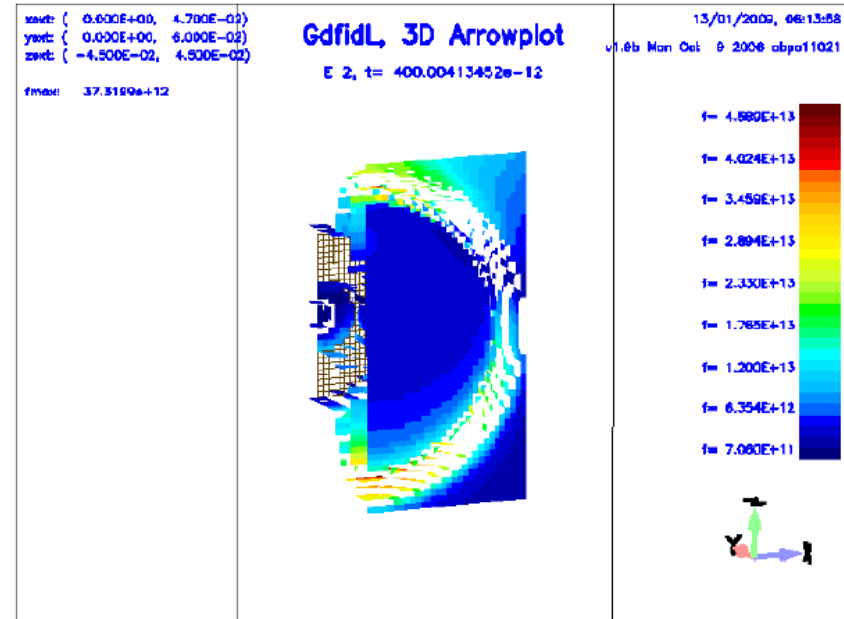 xext: ( 0.000E+00, 4.700E-02)
yext: ( 0.000E+00, 6.000E-02)
zext: ( -4.500E-02, 4.500E-02)
fmax: 37.3199e+12
GdfidL, 3D Arrowplot
E 2, t= 400.00413452e-12
13/01/2009, 06:13:58
v1.8b Mon Oct 9 2006 abpo11021
f= 4.589E+13
f= 4.024E+13
f= 3.459E+13
f= 2.894E+13
f= 2.330E+13
f= 1.765E+13
f= 1.200E+13
f= 6.354E+12
f= 7.060E+11
Y